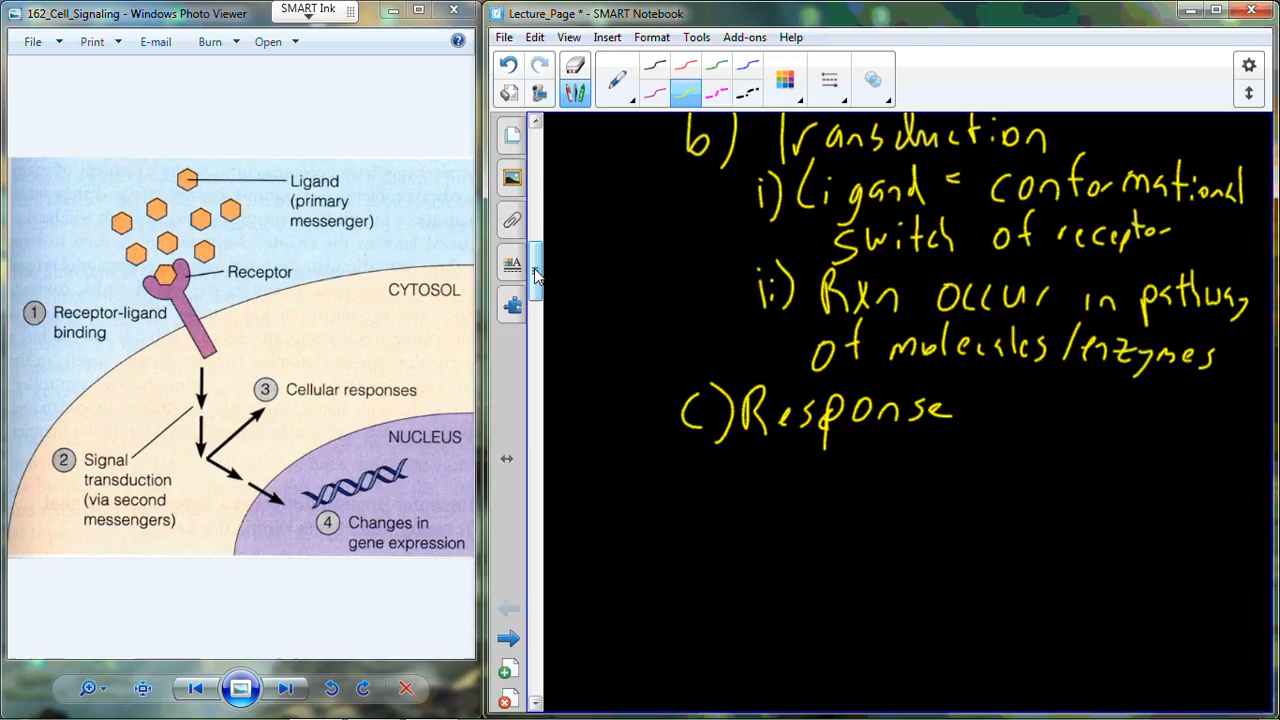 162_Cell_Signaling - Windows Photo Viewer
SMART Ink
File Print E-mail Burn Open
Ligand
(primary
messenger)
Receptor
CYTOSOL
1 Receptor-ligand
binding
3 Cellular responses
NUCLEUS
2 Signal
transduction
(via second
messengers)
4 Changes in
gene expression
Lecture_Page * - SMART Notebook
File Edit View Insert Format Tools Add-ons Help
b) Transduction
i) Ligand = conformational
switch of receptor
ii) Rxn occur in pathway
of molecules/enzymes
c) Response